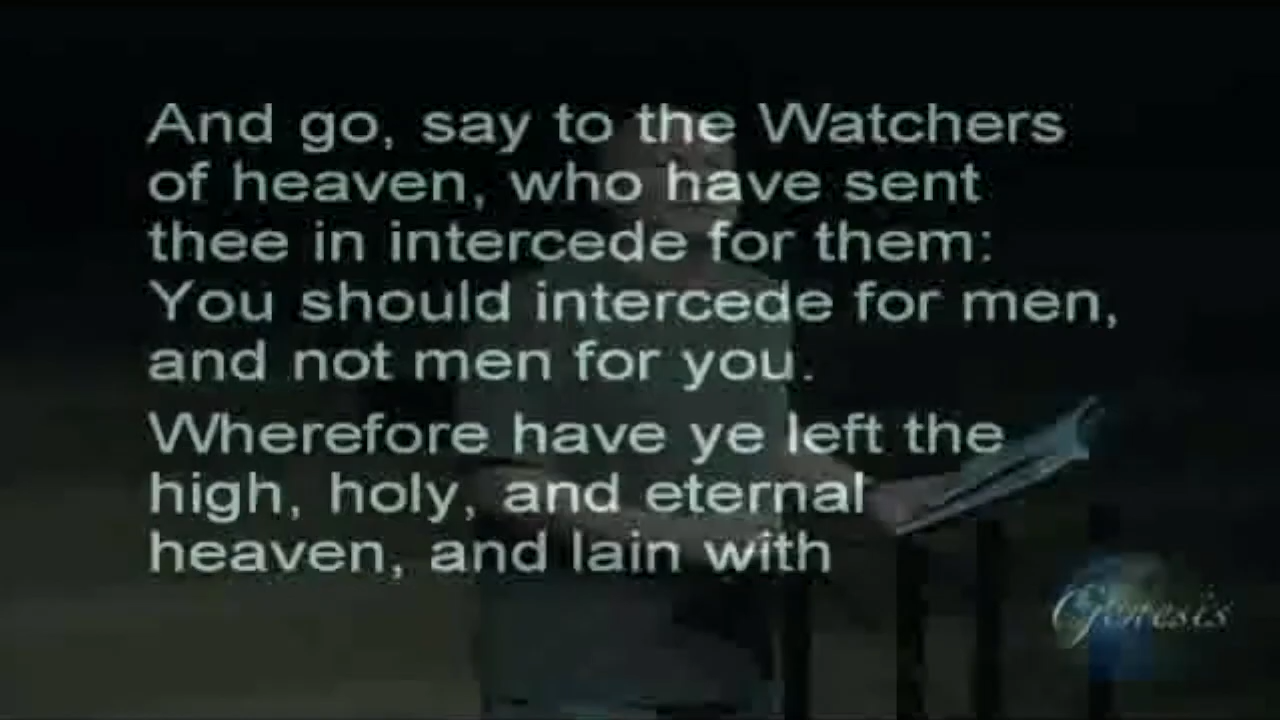 And go, say to the Watchers
of heaven, who have sent
thee in intercede for them:
You should intercede for men,
and not men for you.
Wherefore have ye left the
high, holy, and eternal
heaven, and lain with
Genesis